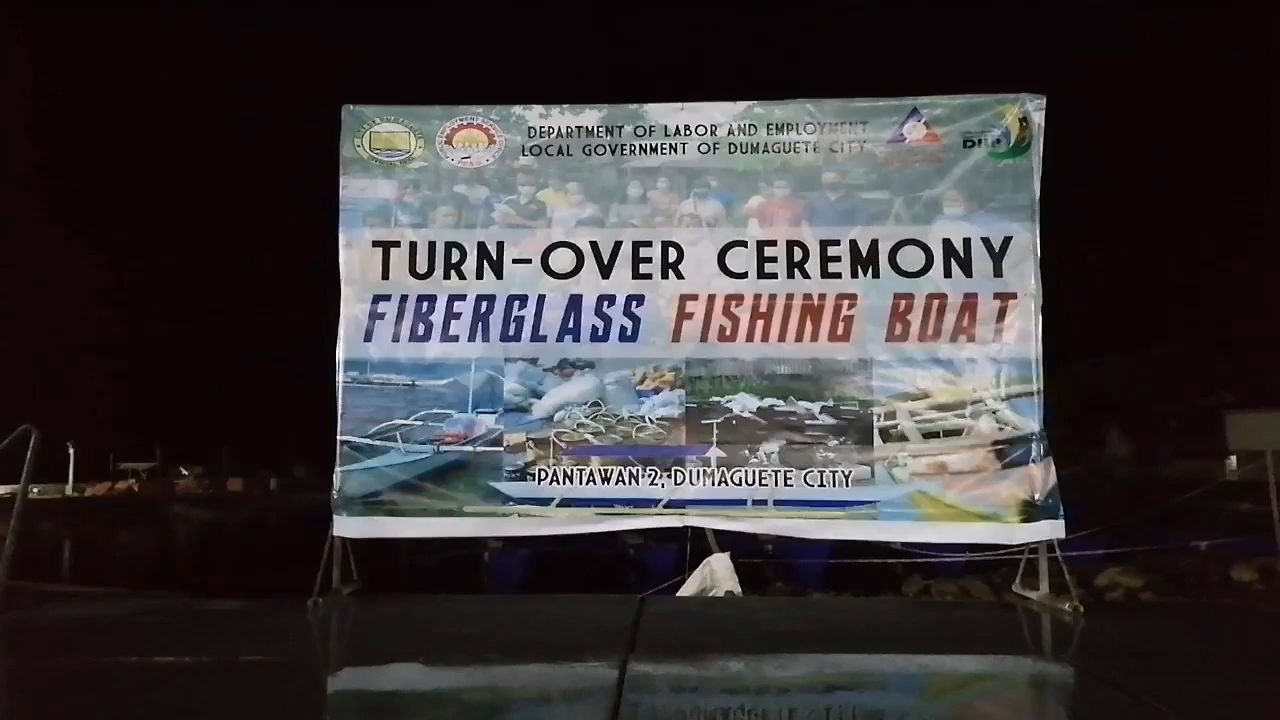 DEPARTMENT OF LABOR AND EMPLOYMENT
LOCAL GOVERNMENT OF DUMAGUETE CITY
TURN-OVER CEREMONY
FIBERGLASS FISHING BOAT
PANTAWAN 2, DUMAGUETE CITY